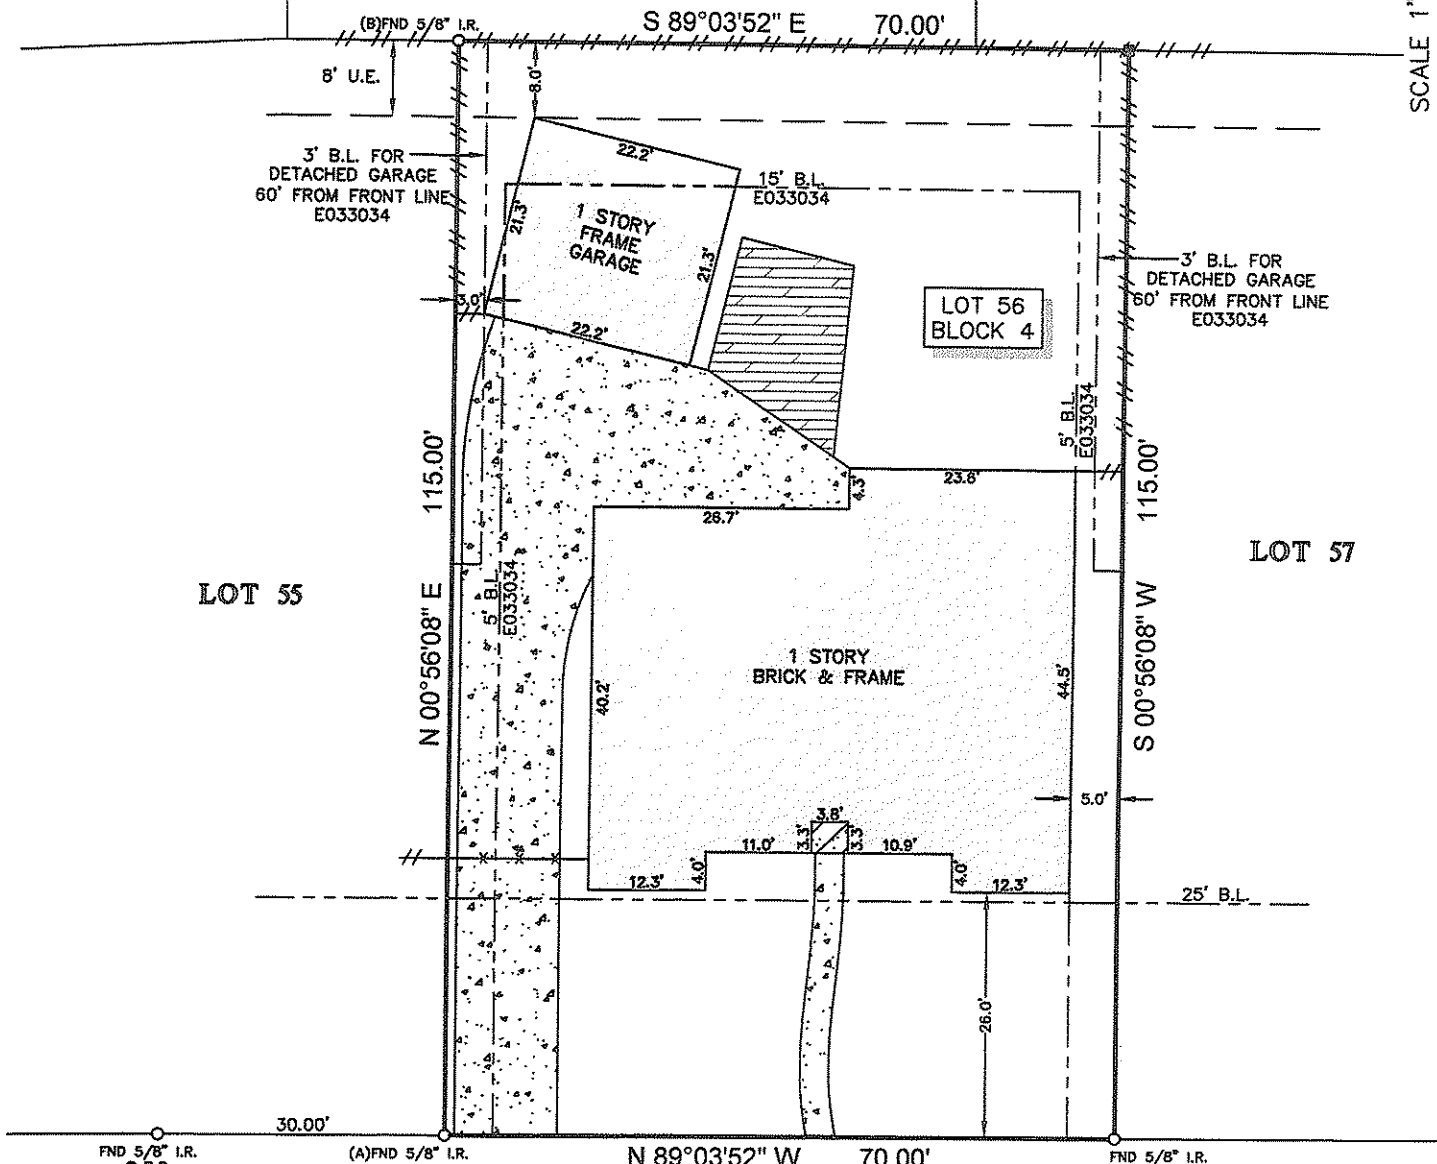 (B)FND 5/8" I.R.
S 89°03'52" E 70.00'
SCALE 1"
8' U.E.
8.0'
3' B.L. FOR
DETACHED GARAGE
60' FROM FRONT LINE
E033034
22.2'
15' B.L.
E033034
21.3'
1 STORY
FRAME
GARAGE
21.3'
3' B.L. FOR
DETACHED GARAGE
60' FROM FRONT LINE
E033034
3.0'
22.2'
LOT 56
BLOCK 4
5' B.L.
E033034
115.00'
N 00°56'08" E
115.00'
S 00°56'08" W
23.6'
4.3'
26.7'
LOT 55
LOT 57
5' B.L.
E033034
1 STORY
BRICK & FRAME
40.2'
44.5'
5.0'
3.8'
3.3'
3.3'
11.0'
10.9'
4.0'
4.0'
12.3'
12.3'
25' B.L.
26.0'
30.00'
FND 5/8" I.R.
(A)FND 5/8" I.R.
N 89°03'52" W 70.00'
FND 5/8" I.R.